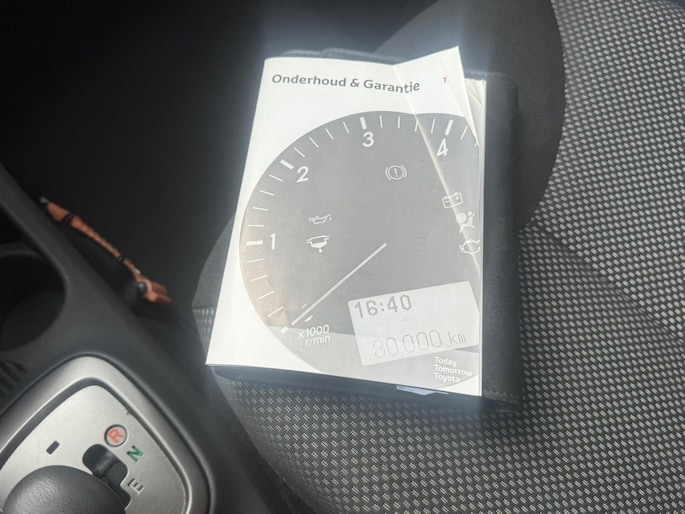 Onderhoud & Garantie
1
2
3
4
x1000
r/min
16:40
30.000 km
Today
Tomorrow
Toyota
R
N
E